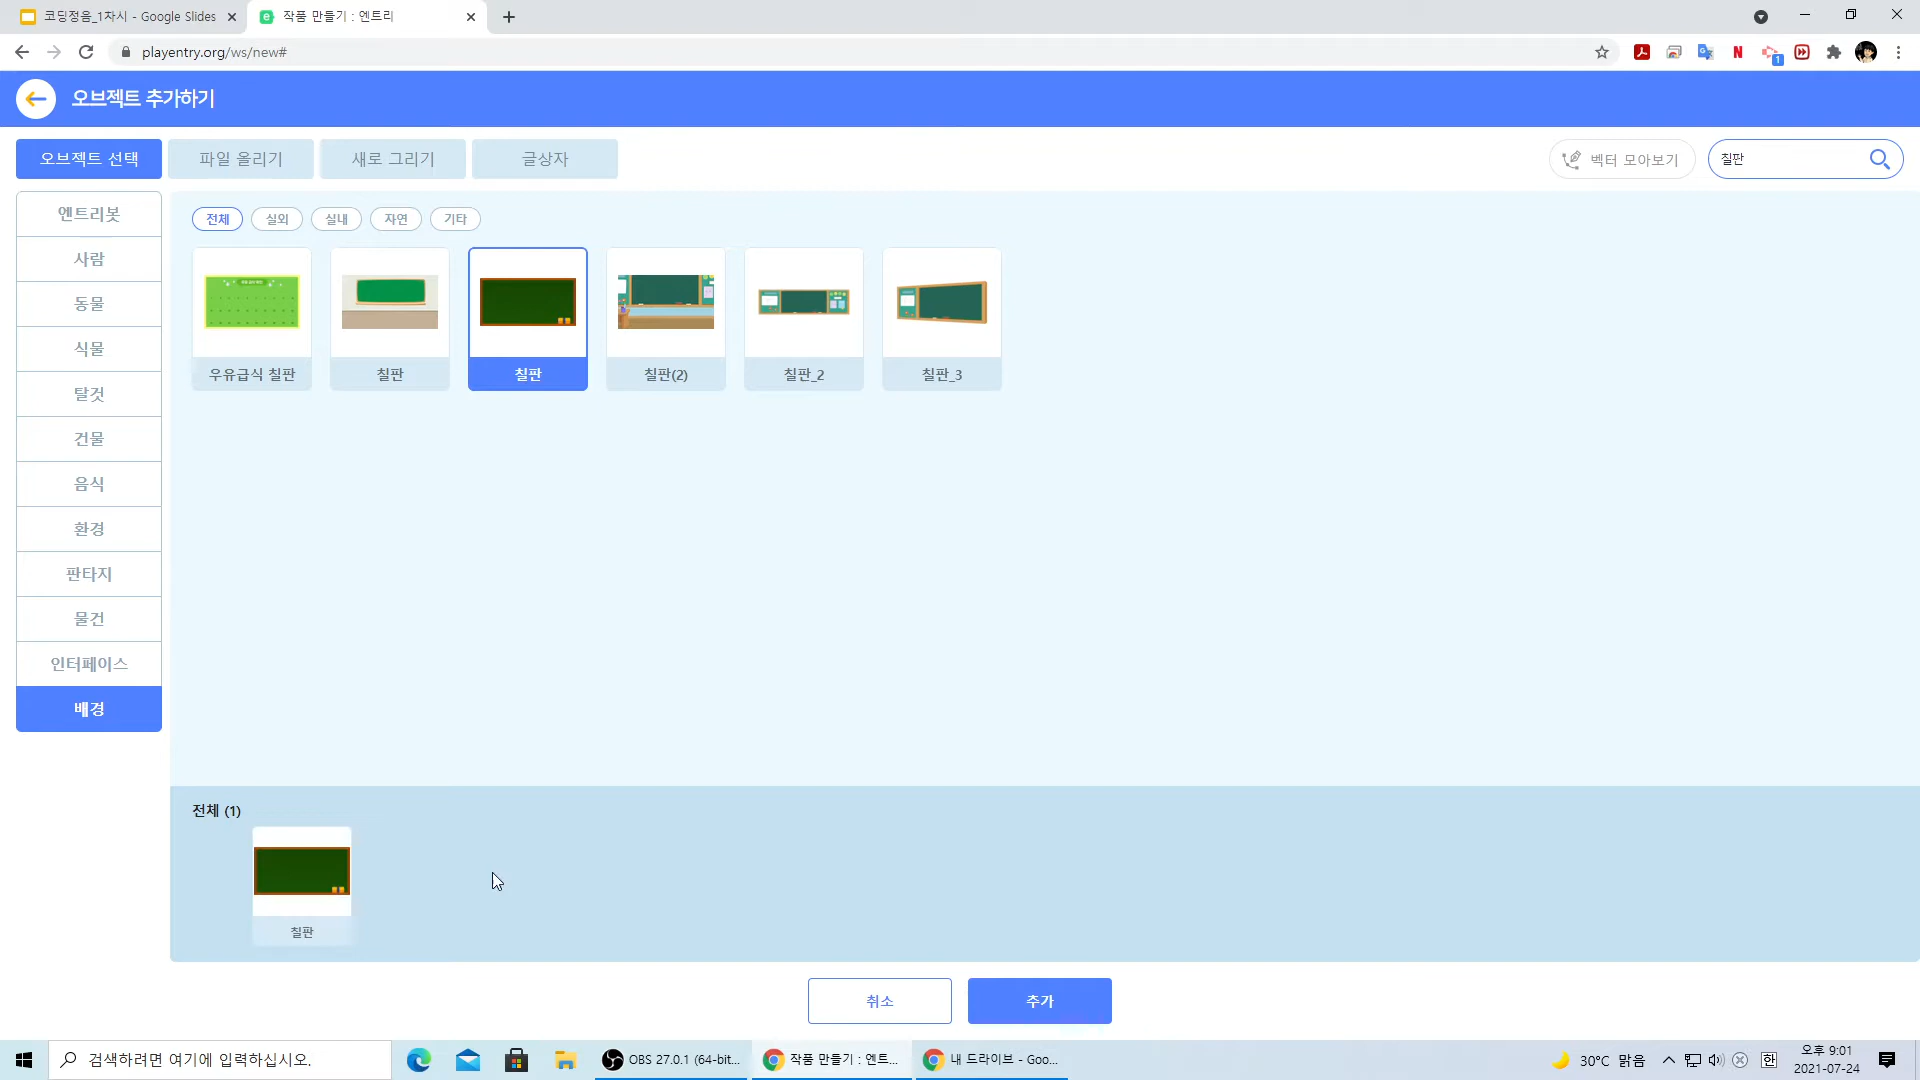 코딩정음_1차시 - Google Slides
작품 만들기 : 엔트리
playentry.org/ws/new#
1
오브젝트 추가하기
오브젝트 선택
파일 올리기
새로 그리기
글상자
벡터 모아보기
칠판
엔트리봇
사람
동물
식물
탈것
건물
음식
환경
판타지
물건
인터페이스
배경
전체
실외
실내
자연
기타
우유급식 칠판
칠판
칠판
칠판(2)
칠판_2
칠판_3
전체 (1)
칠판
취소
추가
검색하려면 여기에 입력하십시오.
OBS 27.0.1 (64-bit...
작품 만들기 : 엔트...
내 드라이브 - Goo...
30°C 맑음
한
오후 9:01
2021-07-24